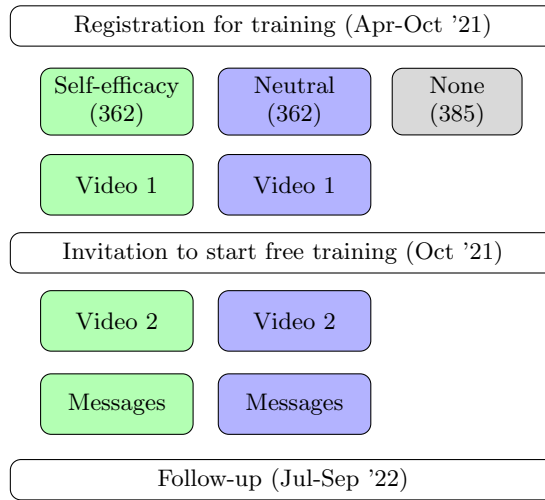 Registration for training (Apr-Oct '21)
Self-efficacy
(362)
Neutral
(362)
None
(385)
Video 1
Video 1
Invitation to start free training (Oct '21)
Video 2
Video 2
Messages
Messages
Follow-up (Jul-Sep '22)